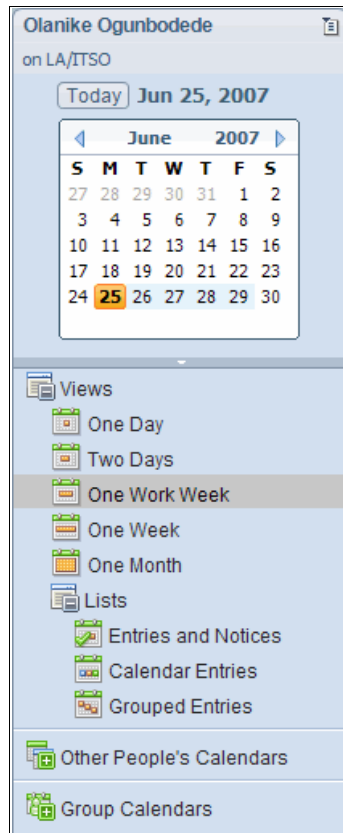 Olanike Ogunbodede
on LA/ITSO
Today Jun 25, 2007
June 2007
S M T W T F S
27 28 29 30 31 1 2
3 4 5 6 7 8 9
10 11 12 13 14 15 16
17 18 19 20 21 22 23
24 25 26 27 28 29 30
Views
One Day
Two Days
One Work Week
One Week
One Month
Lists
Entries and Notices
Calendar Entries
Grouped Entries
Other People's Calendars
Group Calendars